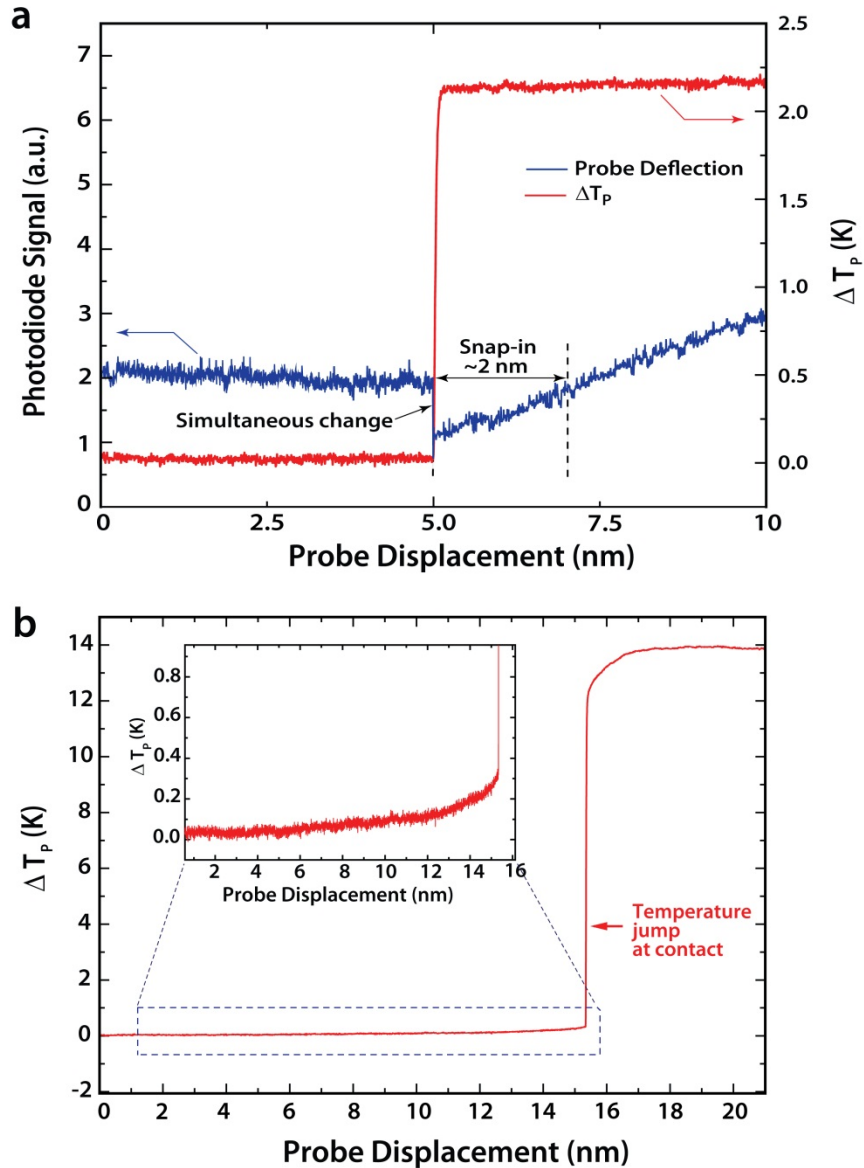 a
Photodiode Signal (a.u.)
7
6
5
4
3
2
1
0
2.5
2.0
1.5
1.0
0.5
0.0
Δ T_P (K)
Probe Deflection
ΔT_P
Snap-in
~2 nm
Simultaneous change
0
2.5
5.0
7.5
10
Probe Displacement (nm)
b
Δ T_P (K)
14
12
10
8
6
4
2
0
-2
Δ T_P (K)
0.8
0.6
0.4
0.2
0.0
2 4 6 8 10 12 14 16
Probe Displacement (nm)
Temperature
jump
at contact
0 2 4 6 8 10 12 14 16 18 20
Probe Displacement (nm)